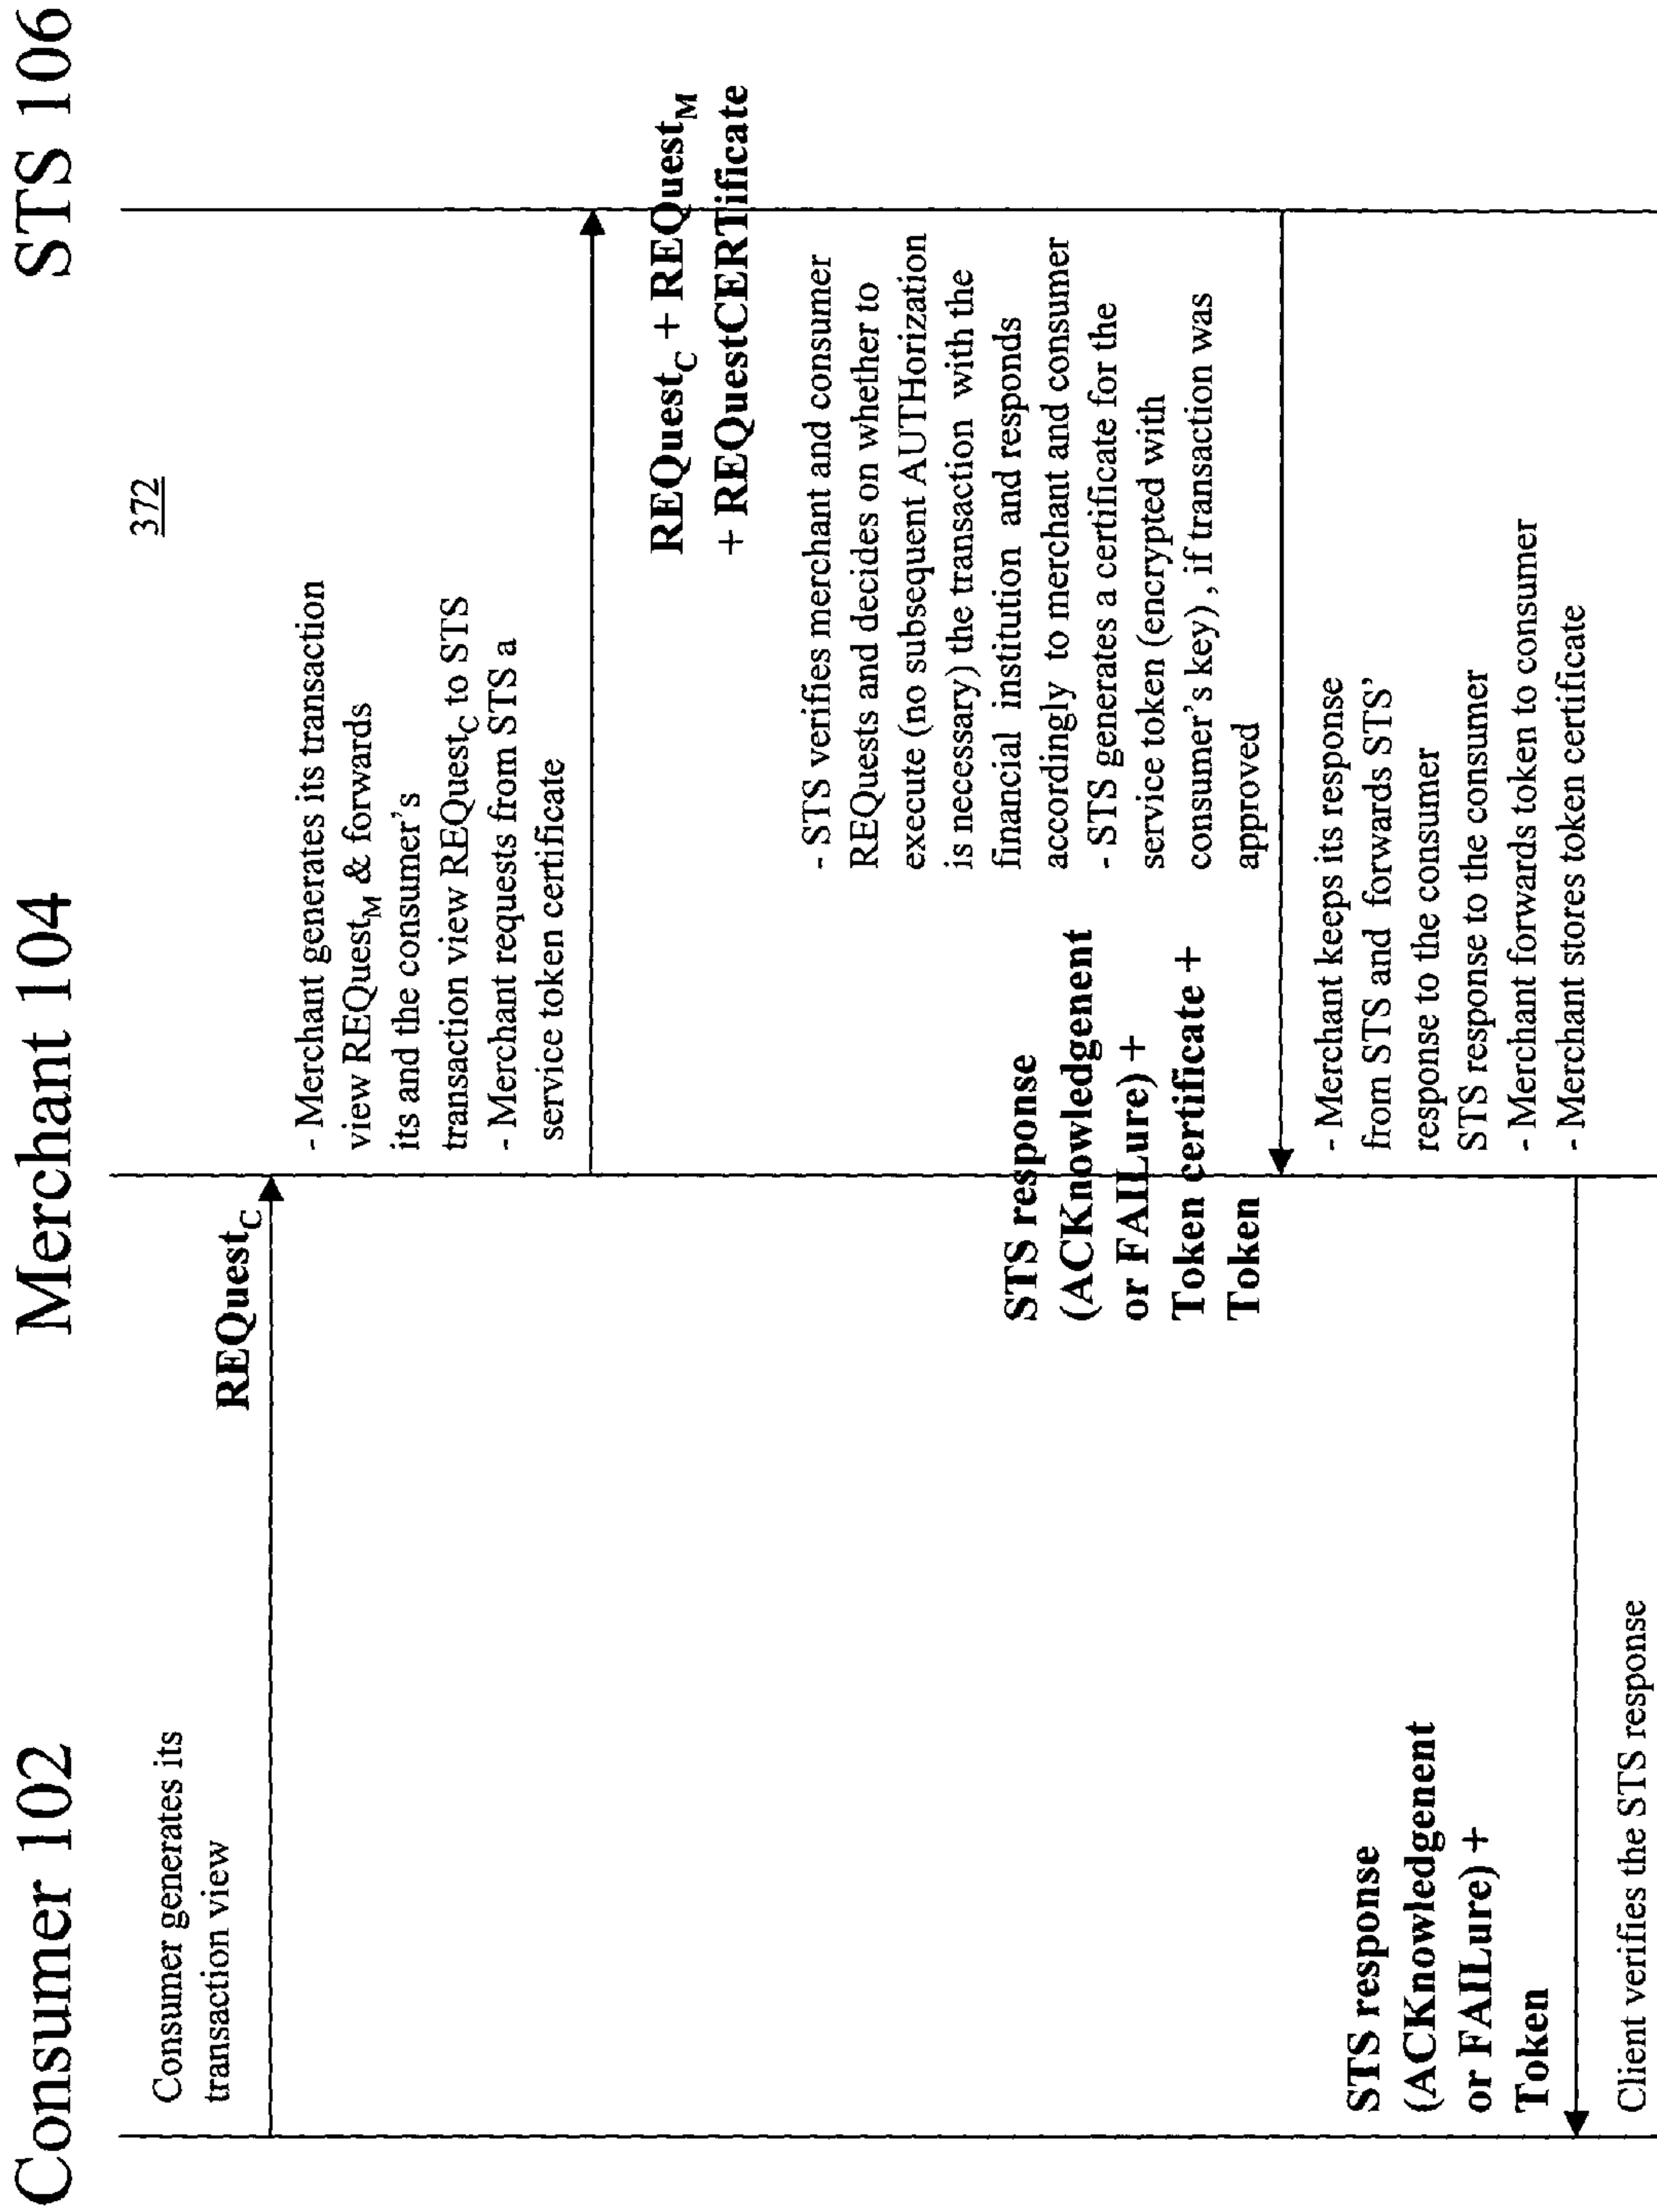 Consumer 102 Merchant 104 STS 106
372
Consumer generates its
transaction view
REQuest_C
- Merchant generates its transaction
view REQuest_M & forwards
its and the consumer's
transaction view REQuest_C to STS
- Merchant requests from STS a
service token certificate
REQuest_C + REQuest_M
+ REQuestCERTificate
- STS verifies merchant and consumer
REQuests and decides on whether to
execute (no subsequent AUTHorization
is necessary) the transaction with the
financial institution and responds
accordingly to merchant and consumer
- STS generates a certificate for the
service token (encrypted with
consumer's key) , if transaction was
approved
STS response
(ACKnowledgenent
or FAILure) +
Token certificate +
Token
- Merchant keeps its response
from STS and forwards STS'
response to the consumer
STS response to the consumer
- Merchant forwards token to consumer
- Merchant stores token certificate
STS response
(ACKnowledgenent
or FAILure) +
Token
Client verifies the STS response